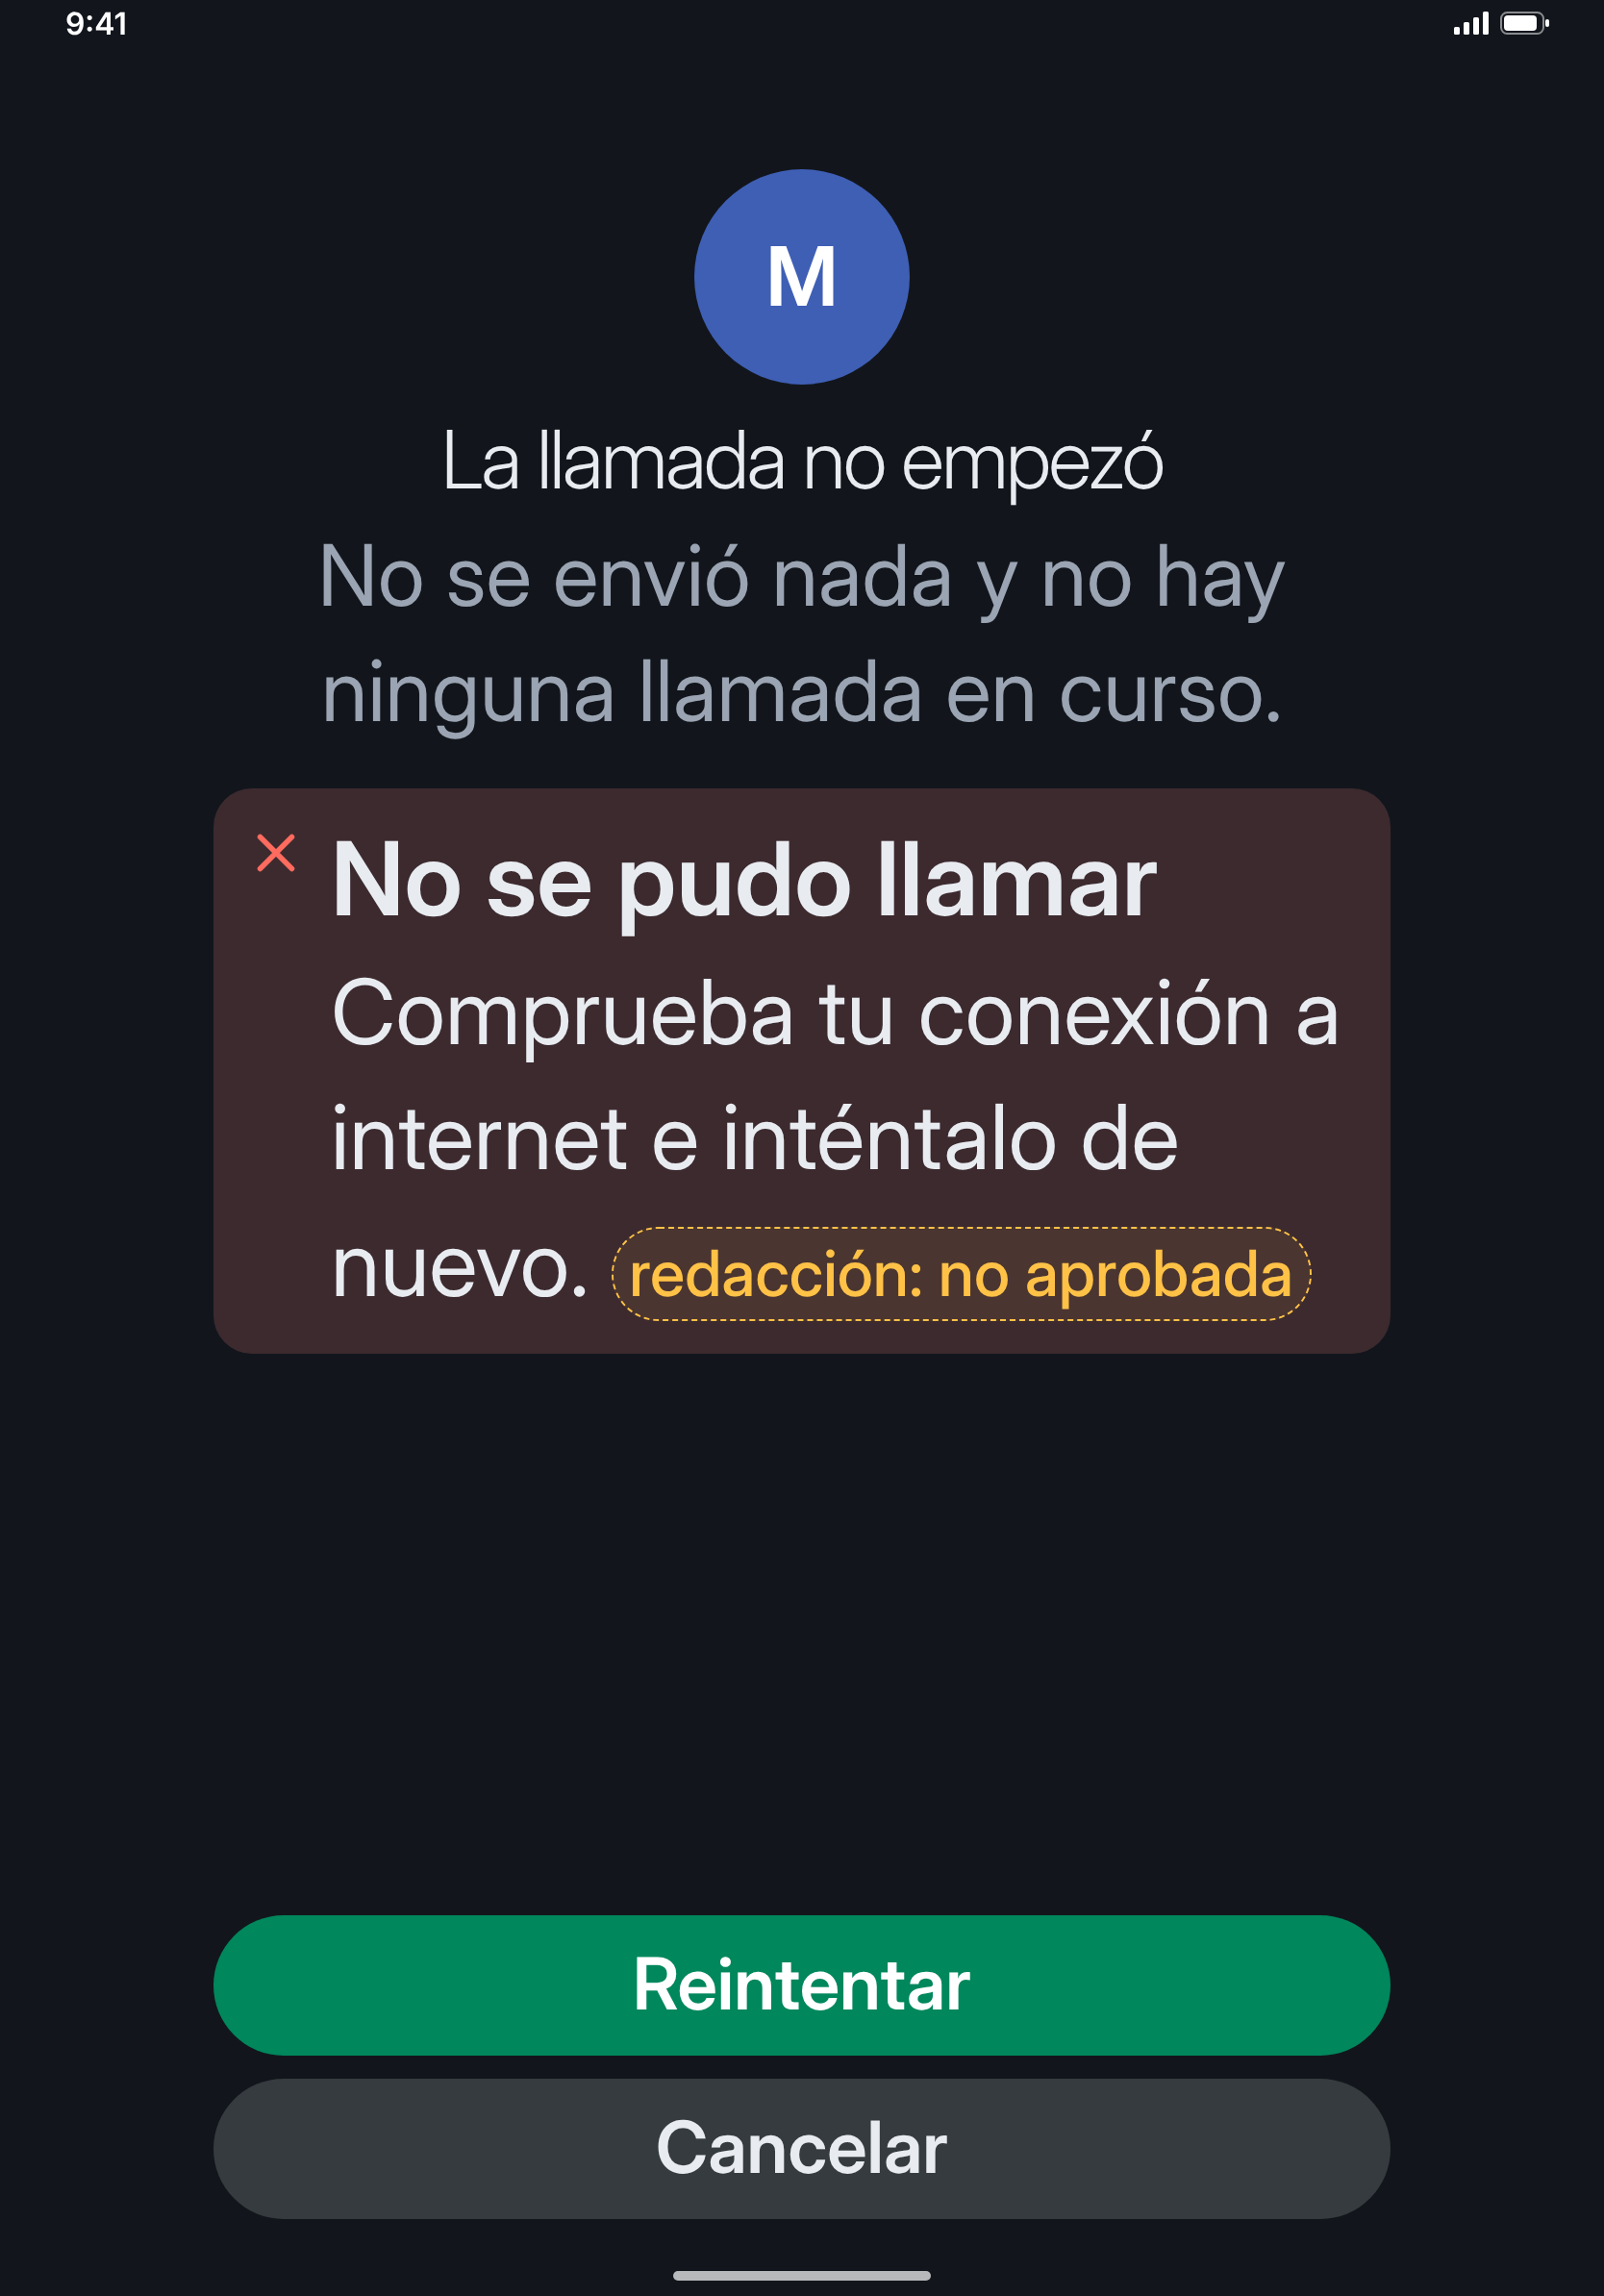 9:41
M
La llamada no empezó
No se envió nada y no hay
ninguna llamada en curso.
No se pudo llamar
Comprueba tu conexión a
internet e inténtalo de
nuevo. redacción: no aprobada
Reintentar
Cancelar